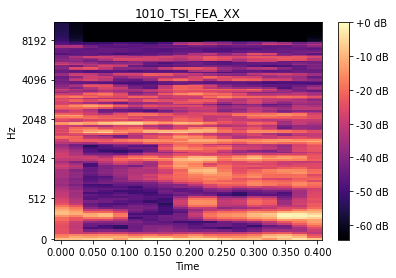 1010_TSI_FEA_XX
+0 dB
8192
-10 dB
4096
-20 dB
2048
-30 dB
Hz
1024
-40 dB
512
-50 dB
-60 dB
0
0.000 0.050 0.100 0.150 0.200 0.250 0.300 0.350 0.400
Time